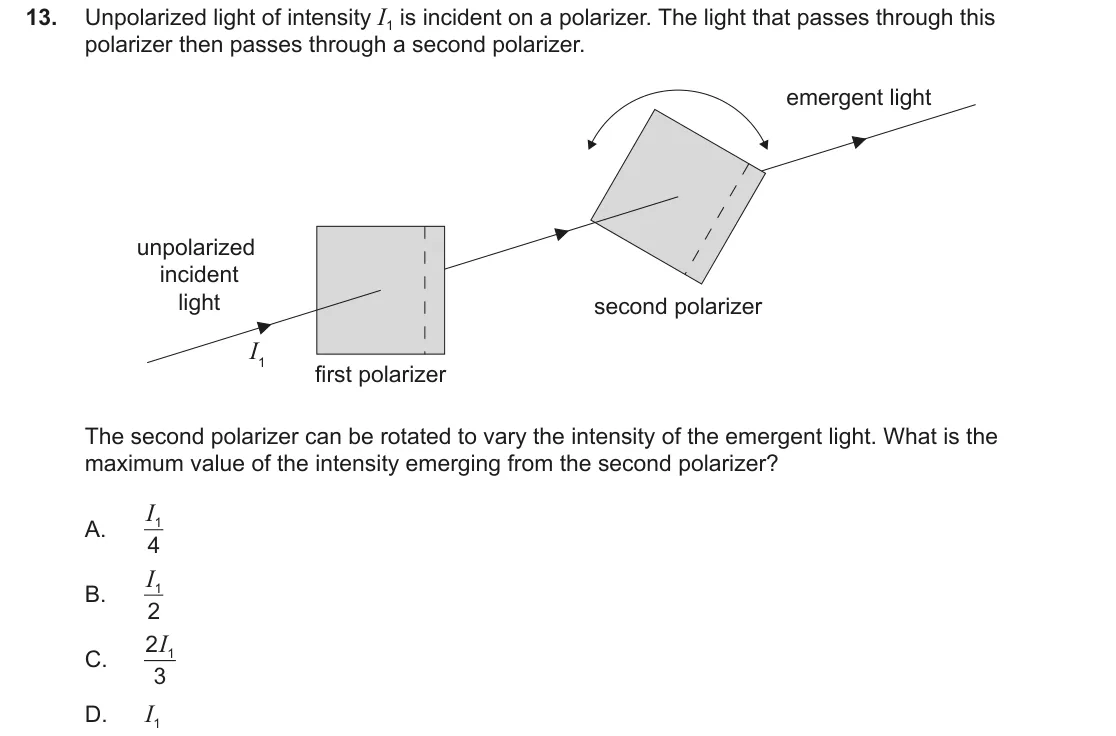 13. Unpolarized light of intensity I₁ is incident on a polarizer. The light that passes through this
polarizer then passes through a second polarizer.
emergent light
unpolarized
incident
light
second polarizer
I₁
first polarizer
The second polarizer can be rotated to vary the intensity of the emergent light. What is the
maximum value of the intensity emerging from the second polarizer?
A. I₁/4
B. I₁/2
C. 2I₁/3
D. I₁